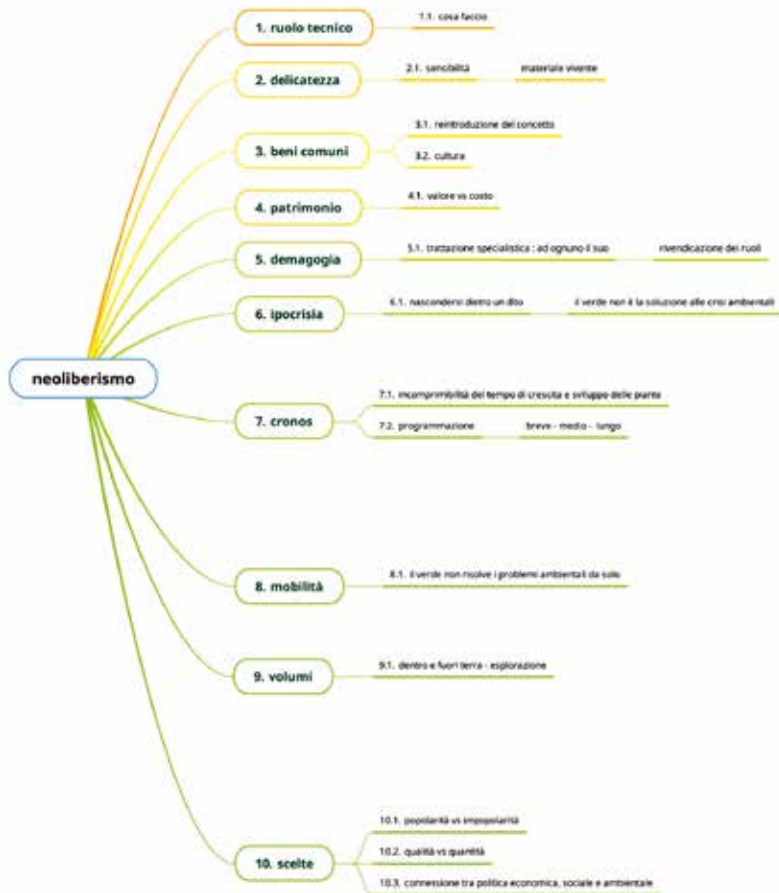 neoliberismo
1. ruolo tecnico
1.1. cosa faccio
2. delicatezza
2.1. sensibilità
materiale vivente
3. beni comuni
3.1. reintroduzione del concetto
3.2. cultura
4. patrimonio
4.1. valore vs costo
5. demagogia
5.1. trattazione specialistica : ad ognuno il suo
rivendicazione dei ruoli
6. ipocrisia
6.1. nascondersi dietro un dito
il verde non è la soluzione alle crisi ambientali
7. cronos
7.1. incomprimibilità del tempo di crescita e sviluppo delle piante
7.2. programmazione
breve - medio - lungo
8. mobilità
8.1. il verde non risolve i problemi ambientali da solo
9. volumi
9.1. dentro e fuori terra - esplorazione
10. scelte
10.1. popolarità vs impopolarità
10.2. qualità vs quantità
10.3. connessione tra politica economica, sociale e ambientale